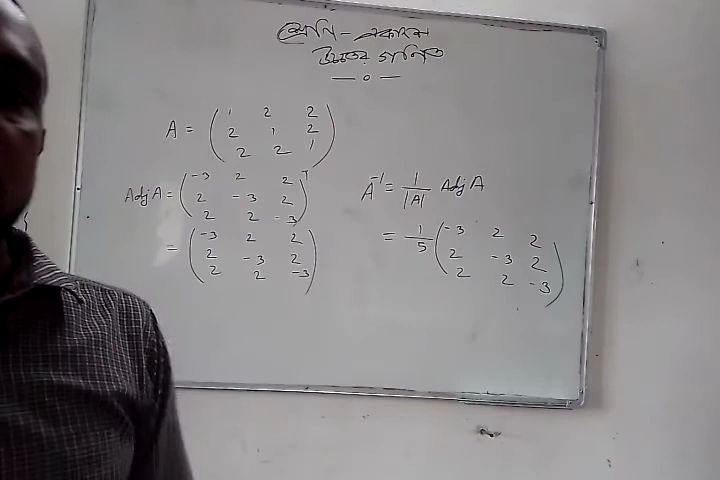 শ্রেণি - একাদশ
উচ্চতর গণিত
— 0 —
A = ( 1 2 2
2 1 2
2 2 1 )
Adj A = ( -3 2 2
2 -3 2
2 2 -3 )ᵀ
= ( -3 2 2
2 -3 2
2 2 -3 )
A⁻¹ = 1/|A| Adj A
= 1/5 ( -3 2 2
2 -3 2
2 2 -3 )